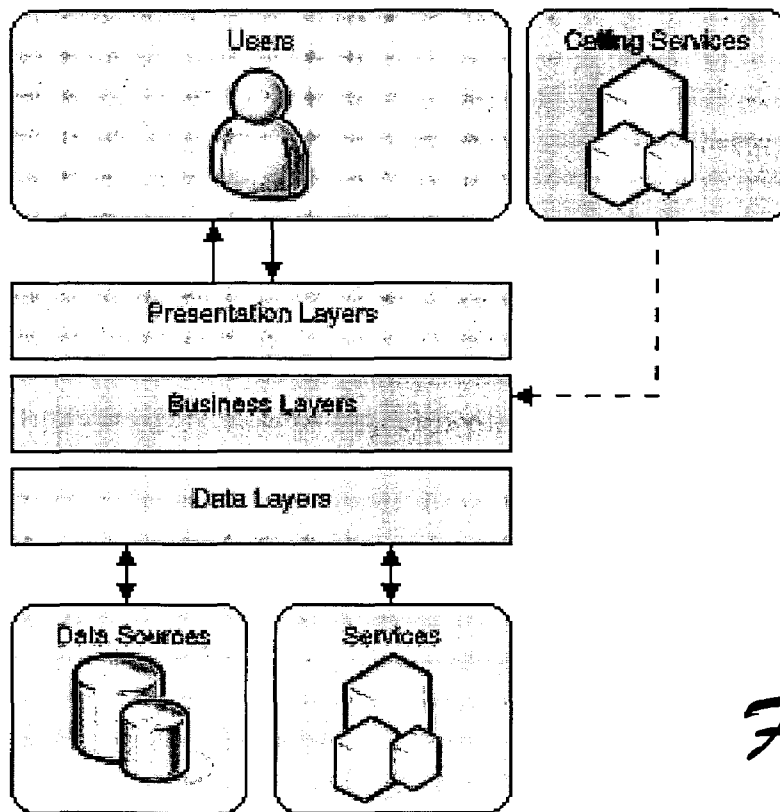 Users
Calling Services
Presentation Layers
Business Layers
Data Layers
Data Sources
Services